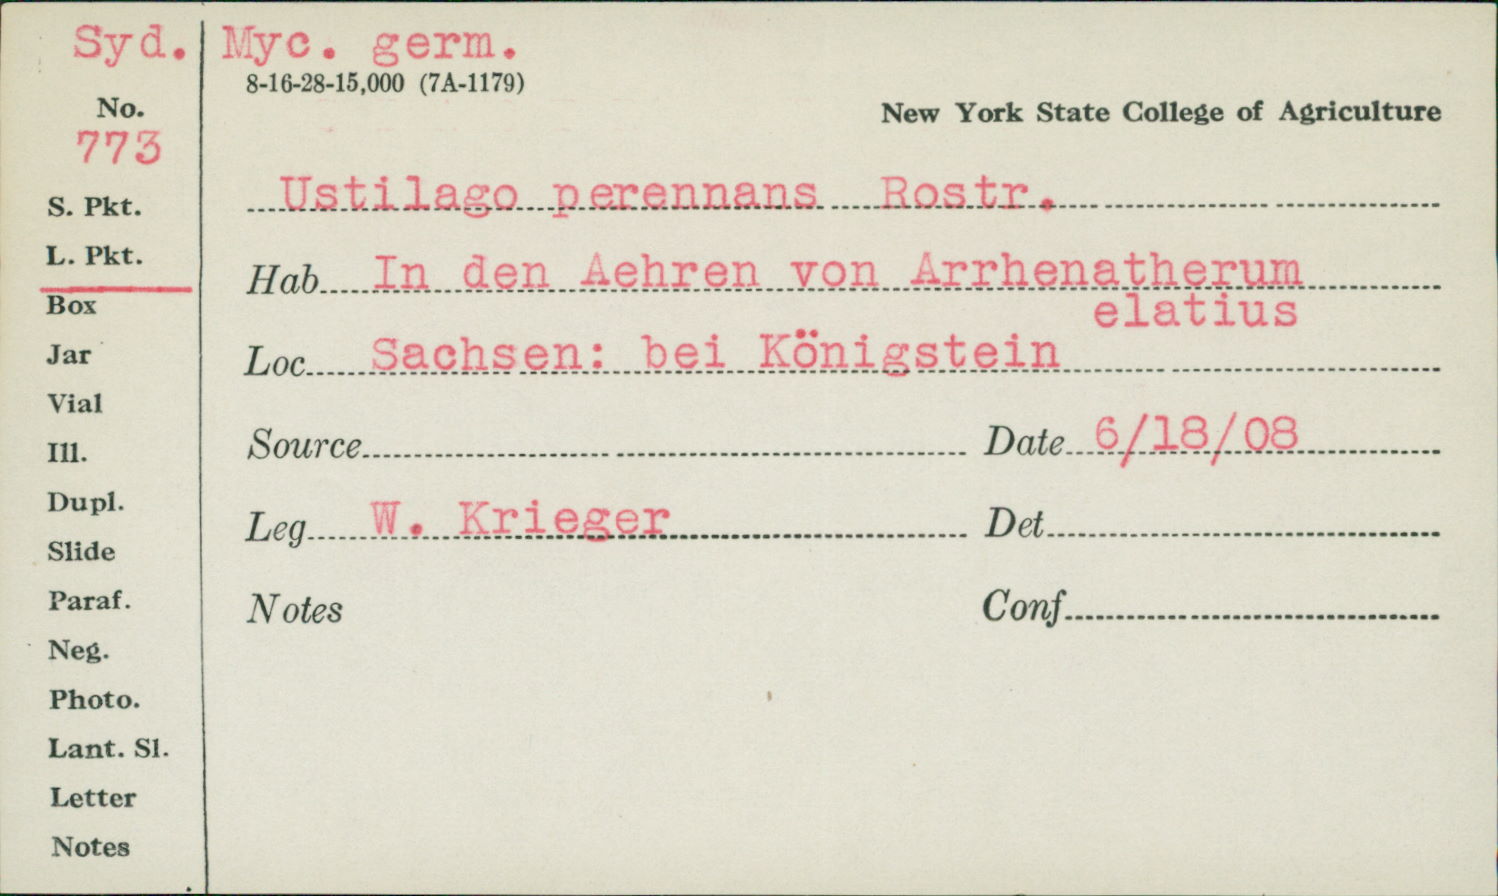 Syd. Myc. germ.
8-16-28-15,000 (7A-1179)
No.
New York State College of Agriculture
773
Ustilago perennans Rostr.
S. Pkt.
L. Pkt.
Hab. In den Aehren von Arrhenatherum
elatius
Box
Jar
Loc. Sachsen: bei Königstein
Vial
Ill.
Source Date 6/18/08
Dupl.
Leg. W. Krieger Det.
Slide
Paraf.
Notes Conf.
Neg.
Photo.
Lant. Sl.
Letter
Notes